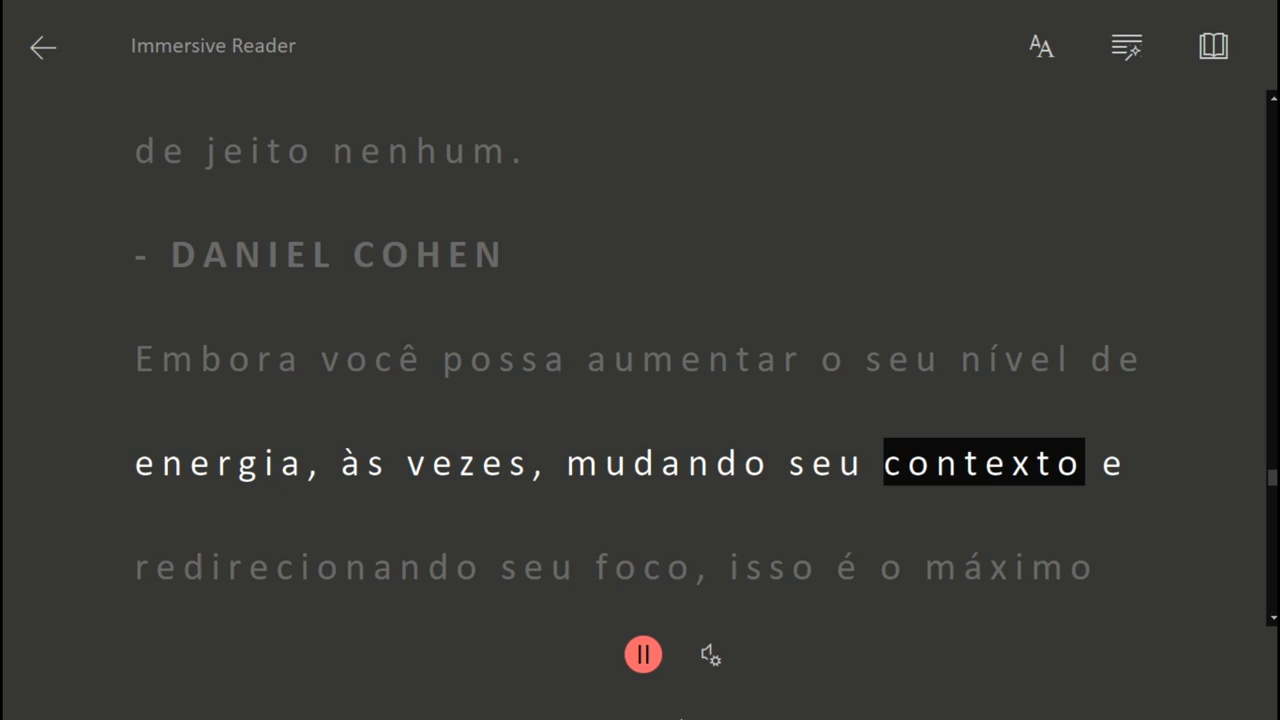 Immersive Reader
de jeito nenhum.
- DANIEL COHEN
Embora você possa aumentar o seu nível de
energia, às vezes, mudando seu contexto e
redirecionando seu foco, isso é o máximo